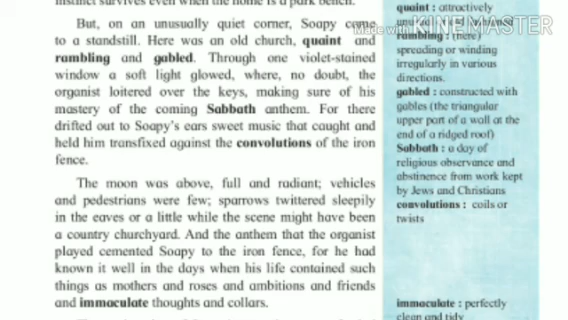 instinct survives even when the home is a park bench.
But, on an unusually quiet corner, Soapy came
to a standstill. Here was an old church, quaint and
rambling and gabled. Through one violet-stained
window a soft light glowed, where, no doubt, the
organist loitered over the keys, making sure of his
mastery of the coming Sabbath anthem. For there
drifted out to Soapy's ears sweet music that caught and
held him transfixed against the convolutions of the iron
fence.
The moon was above, full and radiant; vehicles
and pedestrians were few; sparrows twittered sleepily
in the eaves or a little while the scene might have been
a country churchyard. And the anthem that the organist
played cemented Soapy to the iron fence, for he had
known it well in the days when his life contained such
things as mothers and roses and ambitions and friends
and immaculate thoughts and collars.
quaint : attractively
Made with KINEMASTER
rambling : (here)
spreading or winding
irregularly in various
directions.
gabled : constructed with
gables (the triangular
upper part of a wall at the
end of a ridged roof)
Sabbath : a day of
religious observance and
abstinence from work kept
by Jews and Christians
convolutions : coils or
twists
immaculate : perfectly
clean and tidy